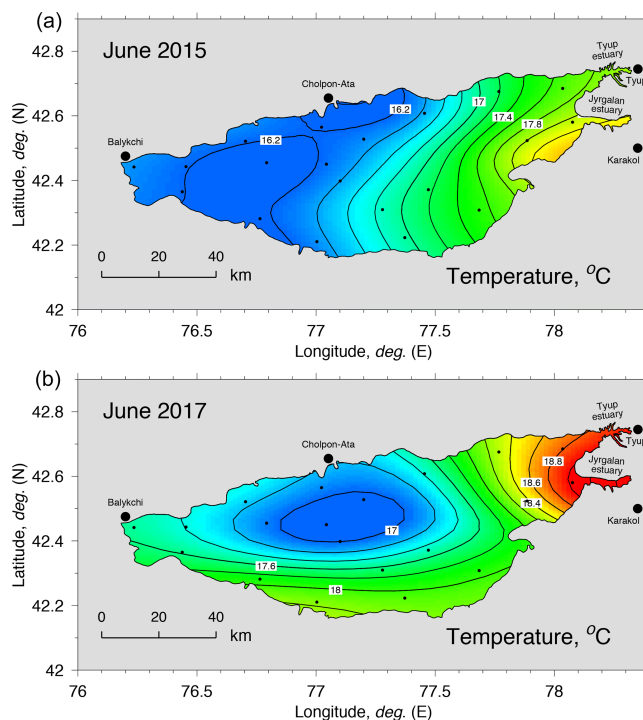 (a)
42.8
42.6
42.4
42.2
42
Latitude, deg. (N)
June 2015
Cholpon-Ata
Balykchi
Tyup
estuary
Tyup
Jyrgalan
estuary
Karakol
16.2
16.2
17
17.4
17.8
0 20 40
km
Temperature, °C
76 76.5 77 77.5 78
Longitude, deg. (E)
(b)
42.8
42.6
42.4
42.2
42
Latitude, deg. (N)
June 2017
Cholpon-Ata
Balykchi
Tyup
estuary
Tyup
Jyrgalan
estuary
Karakol
18.8
18.6
18.4
17
17.6
18
0 20 40
km
Temperature, °C
76 76.5 77 77.5 78
Longitude, deg. (E)